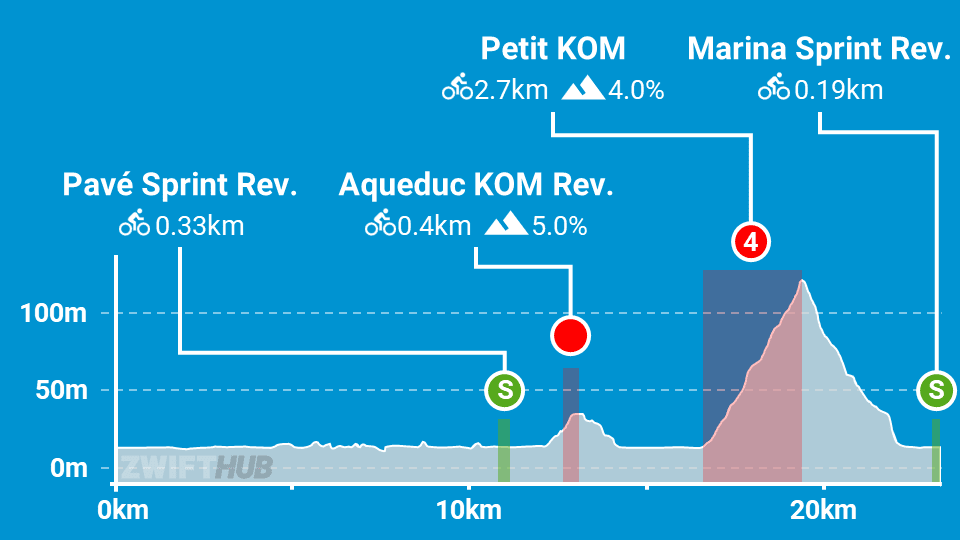 Petit KOM
2.7km 4.0%
Marina Sprint Rev.
0.19km
Pavé Sprint Rev.
0.33km
Aqueduc KOM Rev.
0.4km 5.0%
4
100m
50m
S
S
0m
ZWIFTHUB
0km
10km
20km